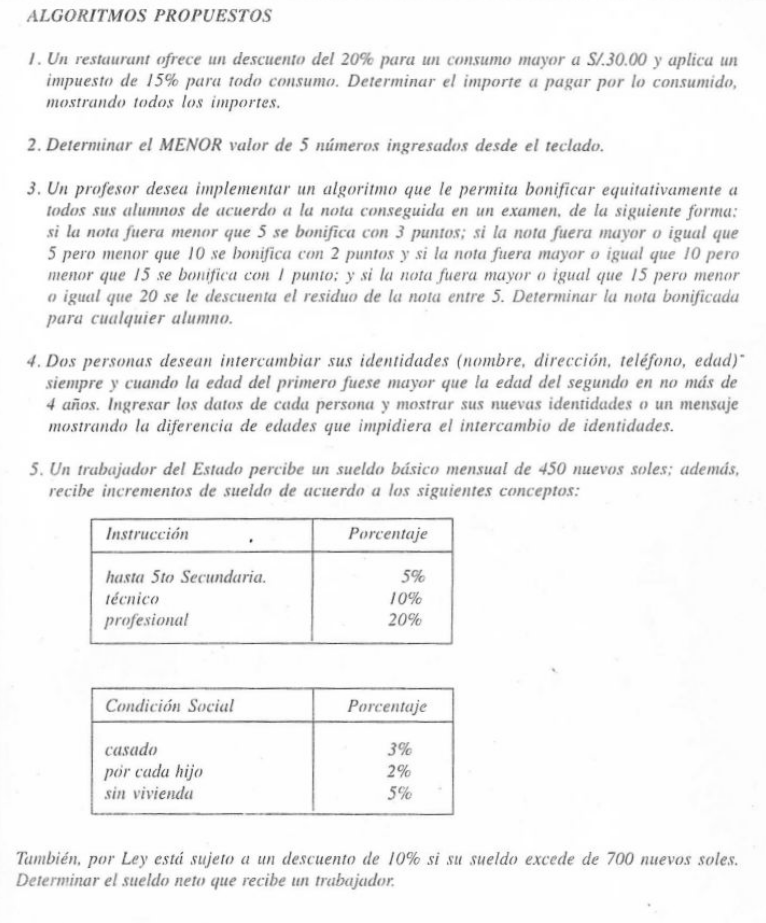 ALGORITMOS PROPUESTOS
1. Un restaurant ofrece un descuento del 20% para un consumo mayor a S/.30.00 y aplica un
impuesto de 15% para todo consumo. Determinar el importe a pagar por lo consumido,
mostrando todos los importes.
2. Determinar el MENOR valor de 5 números ingresados desde el teclado.
3. Un profesor desea implementar un algoritmo que le permita bonificar equitativamente a
todos sus alumnos de acuerdo a la nota conseguida en un examen, de la siguiente forma:
si la nota fuera menor que 5 se bonifica con 3 puntos; si la nota fuera mayor o igual que
5 pero menor que 10 se bonifica con 2 puntos y si la nota fuera mayor o igual que 10 pero
menor que 15 se bonifica con 1 punto; y si la nota fuera mayor o igual que 15 pero menor
o igual que 20 se le descuenta el residuo de la nota entre 5. Determinar la nota bonificada
para cualquier alumno.
4. Dos personas desean intercambiar sus identidades (nombre, dirección, teléfono, edad)
siempre y cuando la edad del primero fuese mayor que la edad del segundo en no más de
4 años. Ingresar los datos de cada persona y mostrar sus nuevas identidades o un mensaje
mostrando la diferencia de edades que impidiera el intercambio de identidades.
5. Un trabajador del Estado percibe un sueldo básico mensual de 450 nuevos soles; además,
recibe incrementos de sueldo de acuerdo a los siguientes conceptos:
Instrucción Porcentaje
hasta 5to Secundaria. 5%
técnico 10%
profesional 20%
Condición Social Porcentaje
casado 3%
por cada hijo 2%
sin vivienda 5%
También, por Ley está sujeto a un descuento de 10% si su sueldo excede de 700 nuevos soles.
Determinar el sueldo neto que recibe un trabajador.